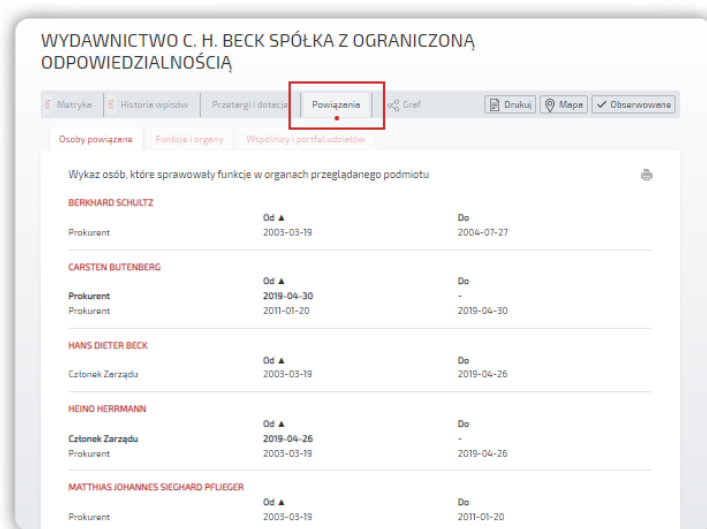 WYDAWNICTWO C. H. BECK SPÓŁKA Z OGRANICZONĄ
ODPOWIEDZIALNOŚCIĄ
Metryka Historia wpisów Przetargi i dotacje Powiązania Graf Drukuj Mapa Obserwowane
Osoby powiązane Funkcje i organy Wspólnicy i portfel udziałów
Wykaz osób, które sprawowały funkcje w organach przeglądanego podmiotu
BERKHARD SCHULTZ
Od ▲ Do
Prokurent 2003-03-19 2004-07-27
CARSTEN BUTENBERG
Od ▲ Do
Prokurent 2019-04-30 -
Prokurent 2011-01-20 2019-04-30
HANS DIETER BECK
Od ▲ Do
Członek Zarządu 2003-03-19 2019-04-26
HEINO HERRMANN
Od ▲ Do
Członek Zarządu 2019-04-26 -
Prokurent 2003-03-19 2019-04-26
MATTHIAS JOHANNES SIEGHARD PFLIEGER
Od ▲ Do
Prokurent 2003-03-19 2011-01-20